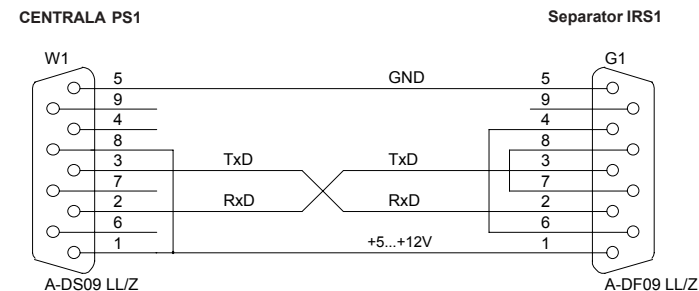 CENTRALA PS1 Separator IRS1
W1 G1
5 GND 5
9 9
4 4
8 8
3 TxD TxD 3
7 7
2 RxD RxD 2
6 6
1 +5...+12V 1
A-DS09 LL/Z A-DF09 LL/Z